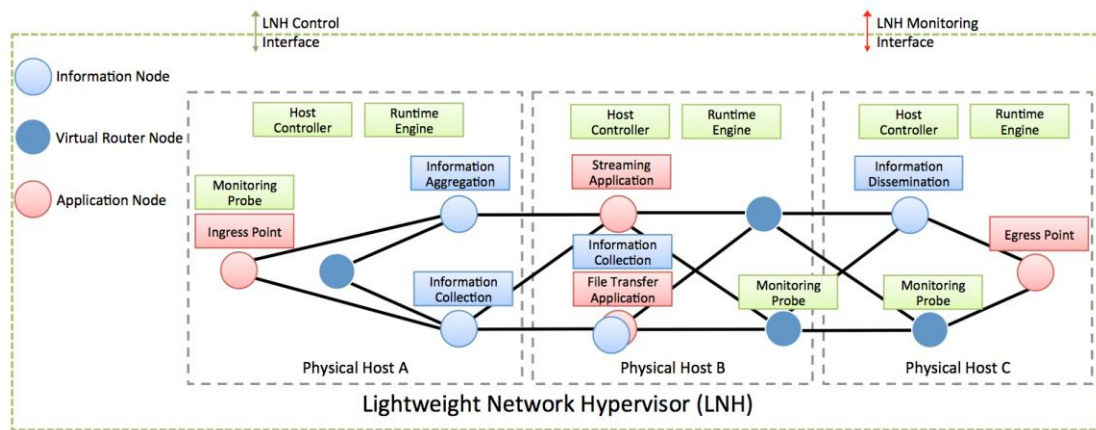 LNH Control
Interface
LNH Monitoring
Interface
Information Node
Virtual Router Node
Application Node
Host
Controller
Runtime
Engine
Information
Aggregation
Monitoring
Probe
Ingress Point
Information
Collection
Physical Host A
Host
Controller
Runtime
Engine
Streaming
Application
Information
Collection
File Transfer
Application
Monitoring
Probe
Physical Host B
Host
Controller
Runtime
Engine
Information
Dissemination
Egress Point
Monitoring
Probe
Physical Host C
Lightweight Network Hypervisor (LNH)